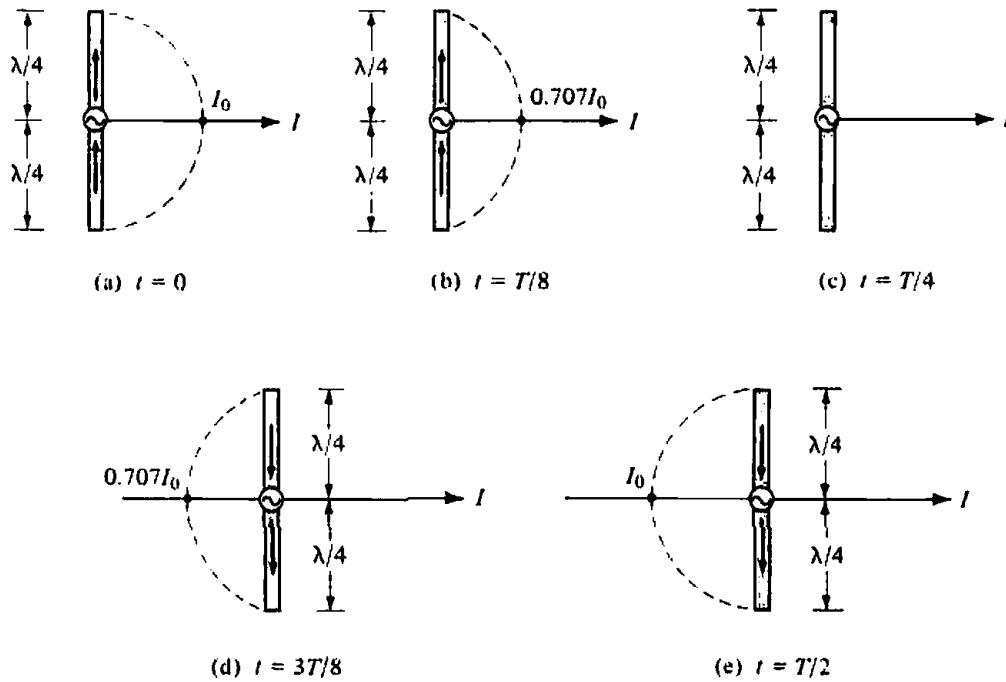 λ/4
λ/4
I₀
I
(a) t = 0
λ/4
λ/4
0.707I₀
I
(b) t = T/8
λ/4
λ/4
I
(c) t = T/4
0.707I₀
λ/4
λ/4
I
(d) t = 3T/8
I₀
λ/4
λ/4
I
(e) t = T/2